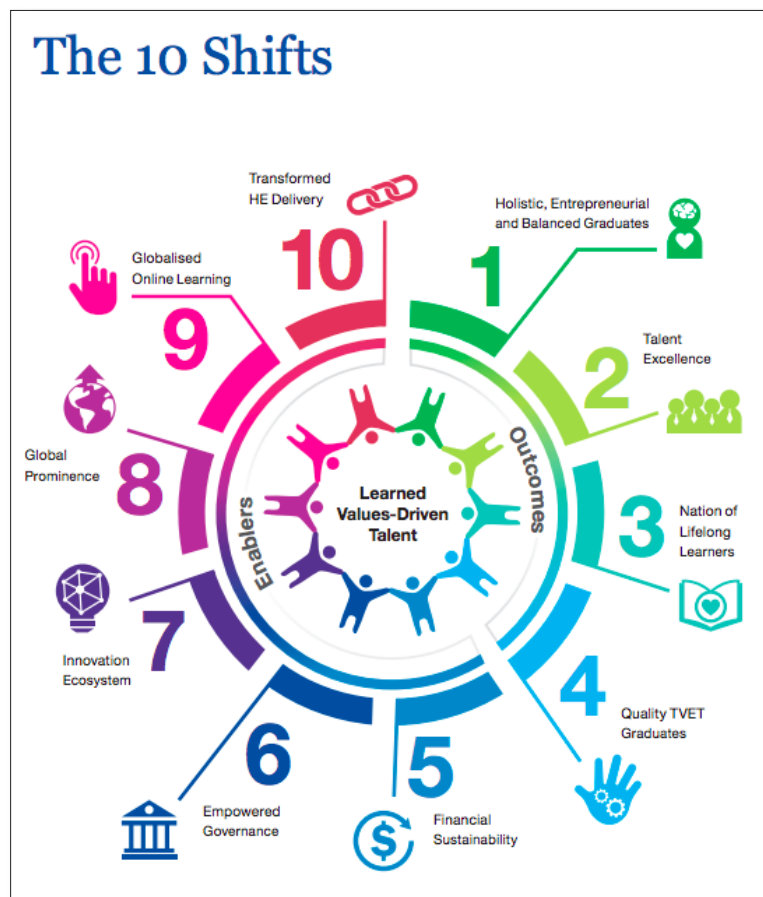 The 10 Shifts
1
Holistic, Entrepreneurial
and Balanced Graduates
2
Talent
Excellence
3
Nation of
Lifelong
Learners
4
Quality TVET
Graduates
5
Financial
Sustainability
$
6
Empowered
Governance
7
Innovation
Ecosystem
8
Global
Prominence
9
Globalised
Online Learning
10
Transformed
HE Delivery
Outcomes
Enablers
Learned
Values-Driven
Talent